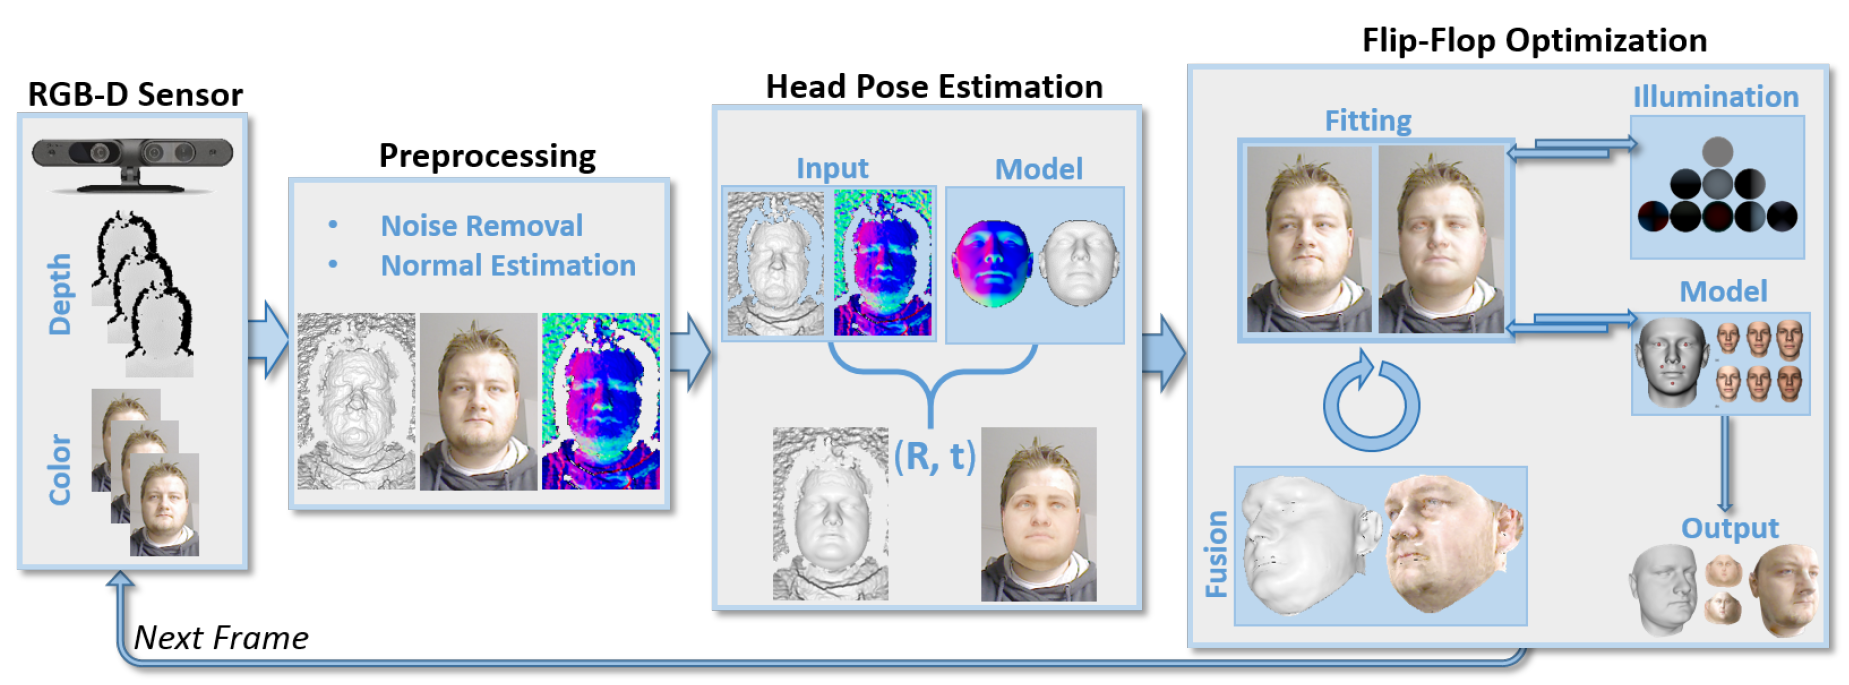 RGB-D Sensor
Depth
Color
Preprocessing
• Noise Removal
• Normal Estimation
Head Pose Estimation
Input
Model
(R, t)
Flip-Flop Optimization
Fitting
Illumination
Model
Fusion
Output
Next Frame